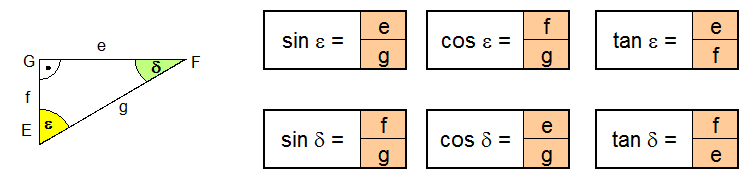 e
G
F
δ
f
g
E
ε
sin ε = e/g
cos ε = f/g
tan ε = e/f
sin δ = f/g
cos δ = e/g
tan δ = f/e